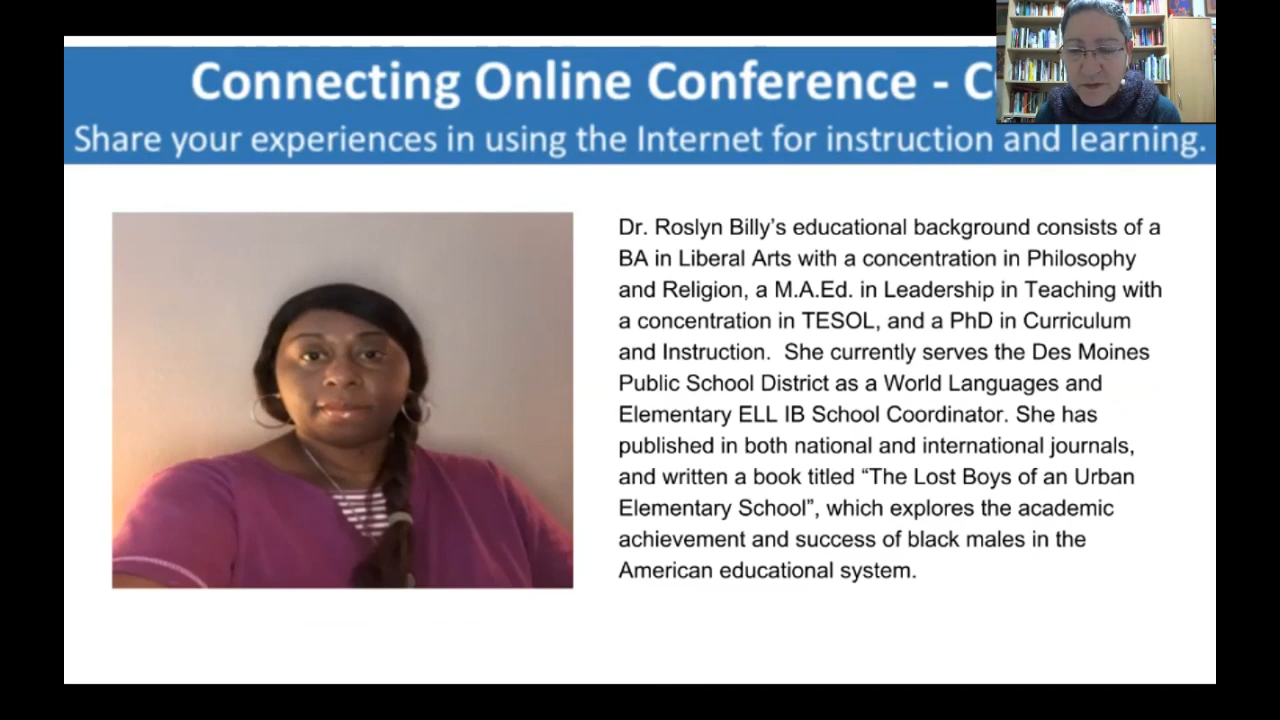 Connecting Online Conference -
Share your experiences in using the Internet for instruction and learning.
Dr. Roslyn Billy's educational background consists of a
BA in Liberal Arts with a concentration in Philosophy
and Religion, a M.A.Ed. in Leadership in Teaching with
a concentration in TESOL, and a PhD in Curriculum
and Instruction.  She currently serves the Des Moines
Public School District as a World Languages and
Elementary ELL IB School Coordinator. She has
published in both national and international journals,
and written a book titled “The Lost Boys of an Urban
Elementary School”, which explores the academic
achievement and success of black males in the
American educational system.